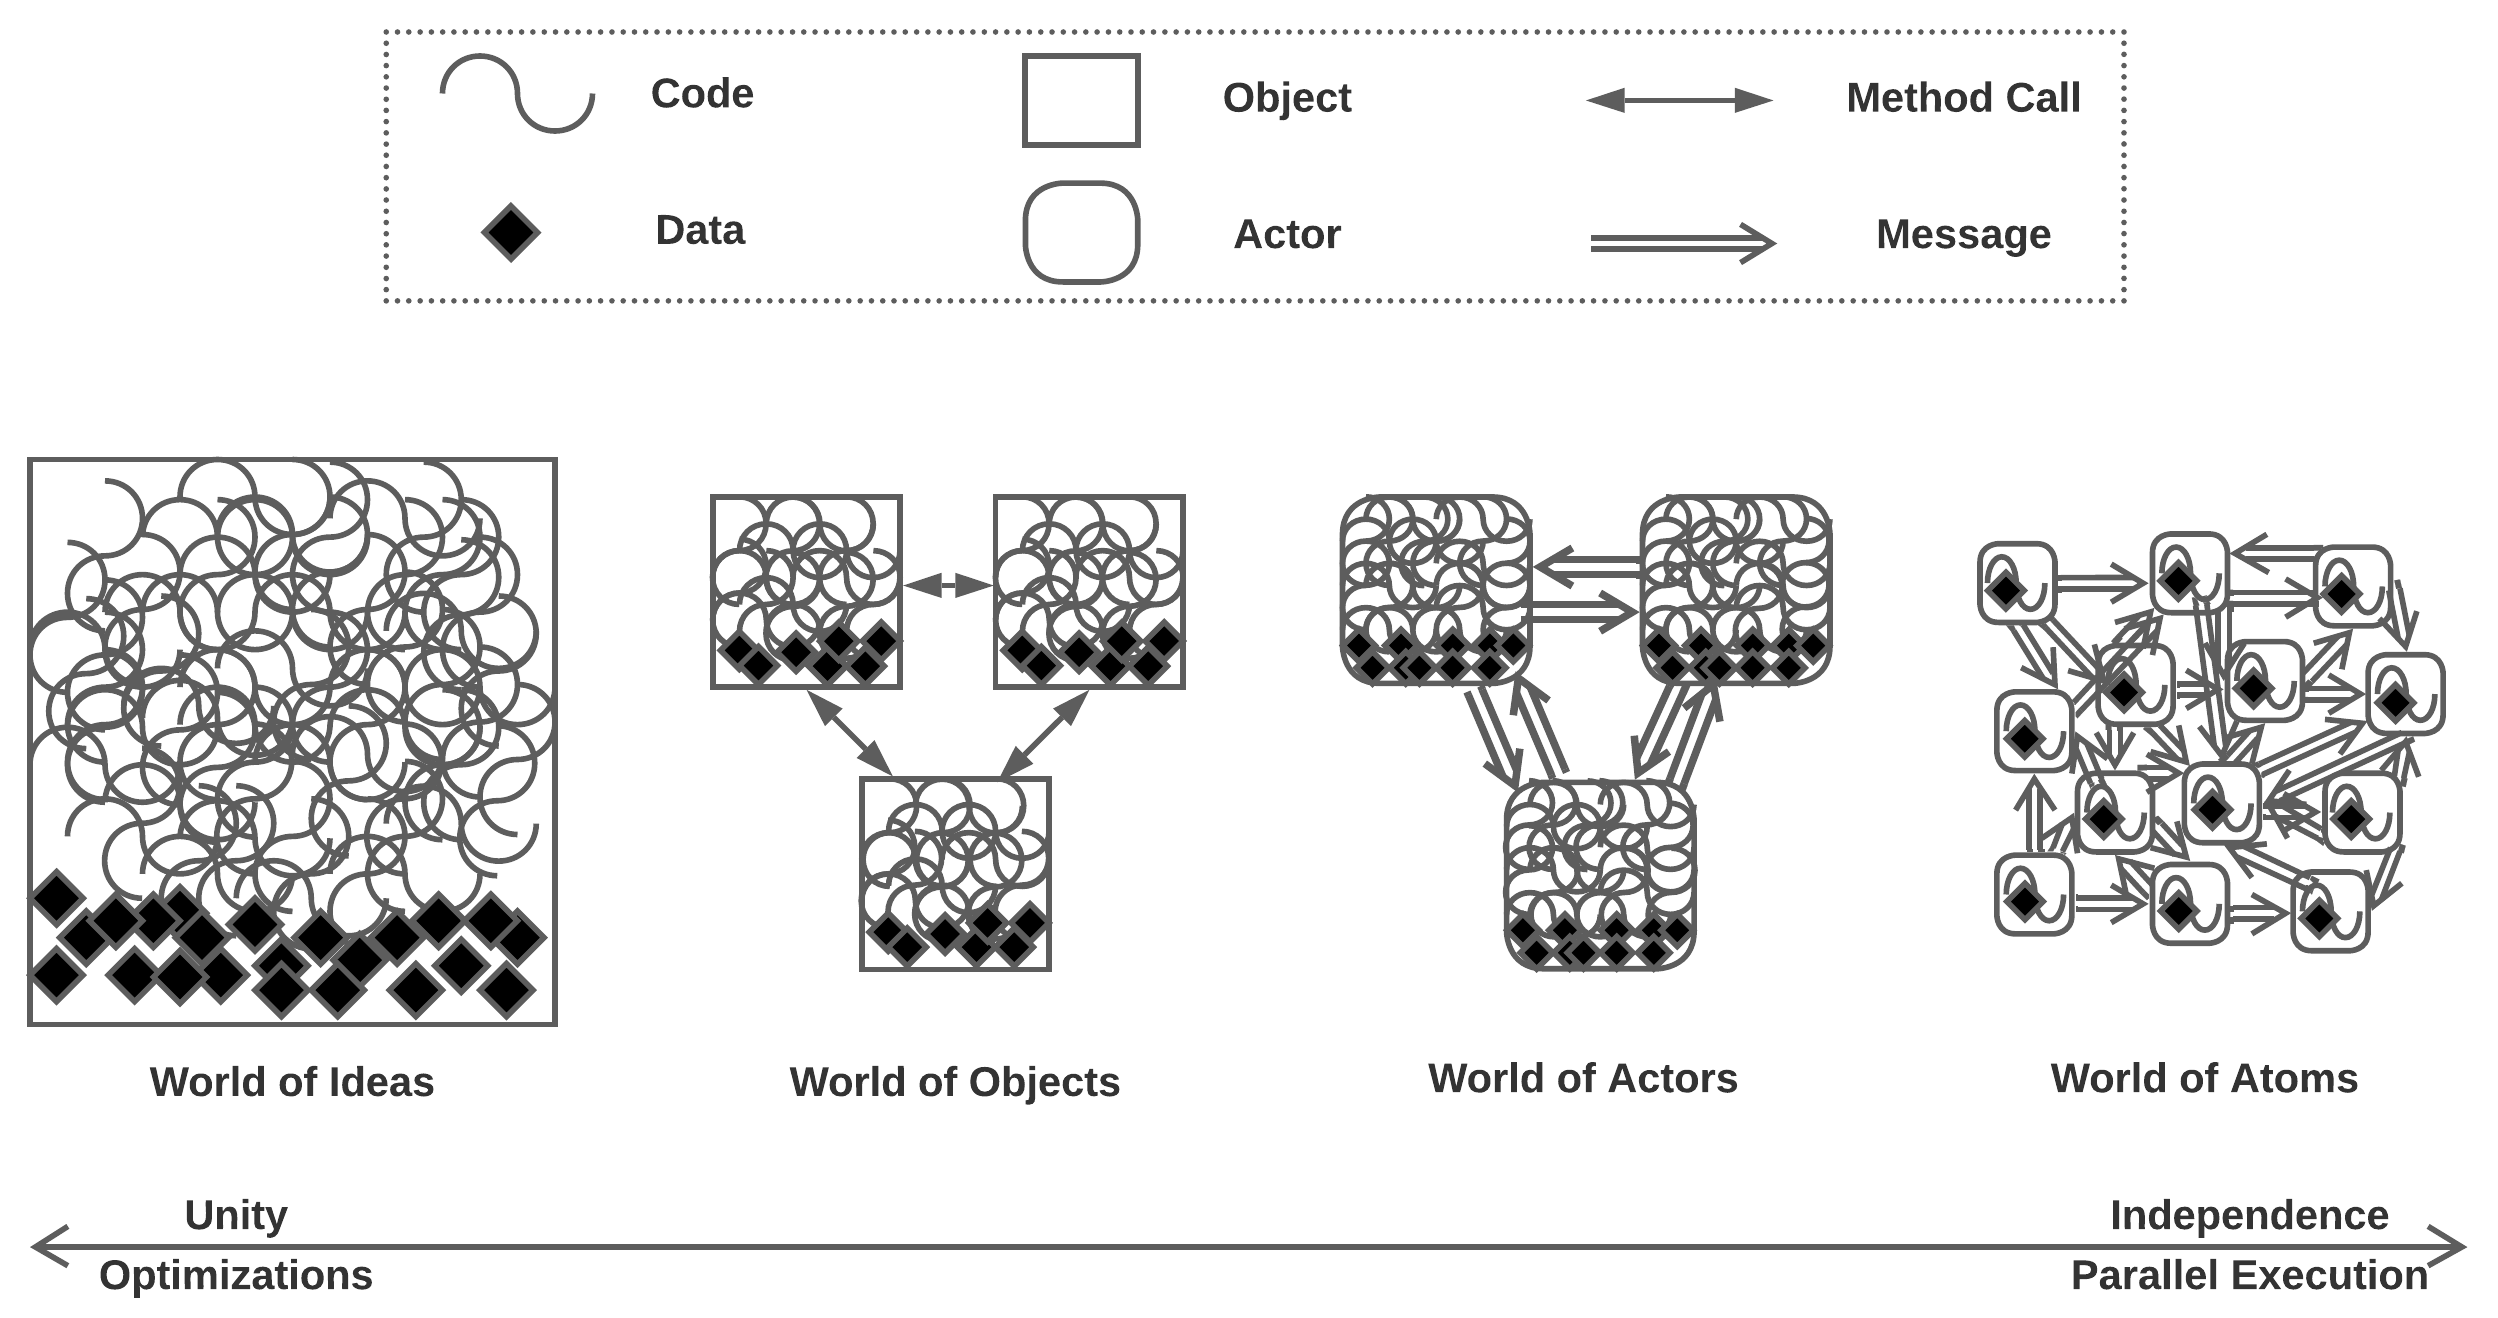 Code
Object
Method Call
Data
Actor
Message
World of Ideas
World of Objects
World of Actors
World of Atoms
Unity
Independence
Optimizations
Parallel Execution